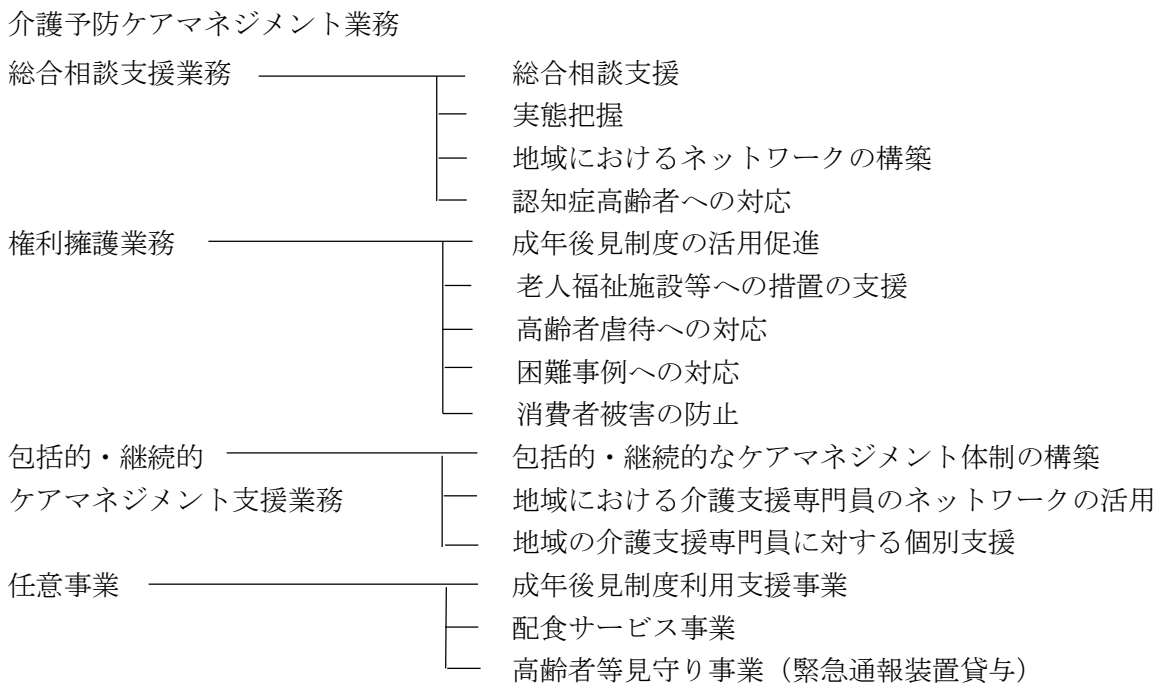 介護予防ケアマネジメント業務
総合相談支援業務 総合相談支援
実態把握
地域におけるネットワークの構築
認知症高齢者への対応
権利擁護業務 成年後見制度の活用促進
老人福祉施設等への措置の支援
高齢者虐待への対応
困難事例への対応
消費者被害の防止
包括的・継続的 包括的・継続的なケアマネジメント体制の構築
ケアマネジメント支援業務 地域における介護支援専門員のネットワークの活用
地域の介護支援専門員に対する個別支援
任意事業 成年後見制度利用支援事業
配食サービス事業
高齢者等見守り事業（緊急通報装置貸与）